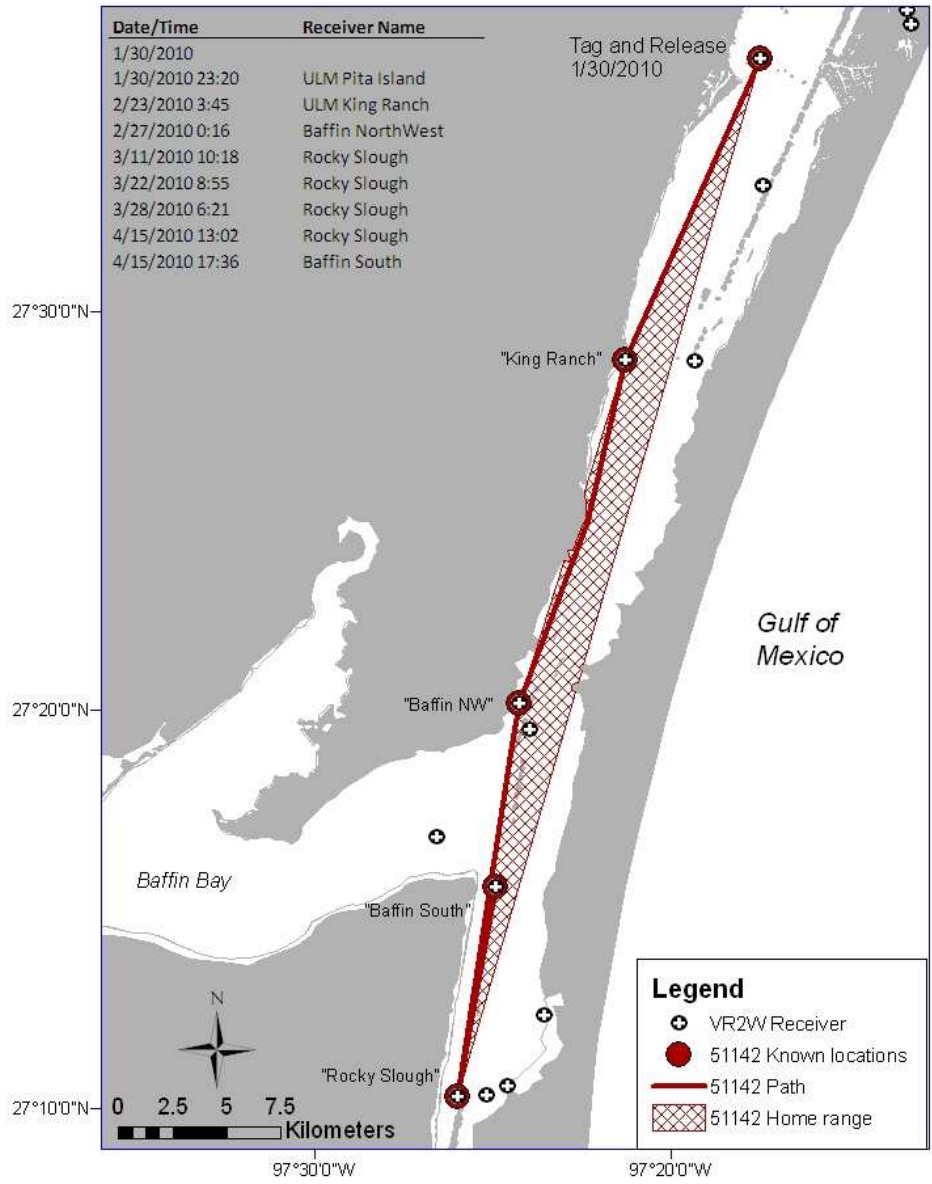 Date/Time Receiver Name
1/30/2010
1/30/2010 23:20 ULM Pita Island
2/23/2010 3:45 ULM King Ranch
2/27/2010 0:16 Baffin NorthWest
3/11/2010 10:18 Rocky Slough
3/22/2010 8:55 Rocky Slough
3/28/2010 6:21 Rocky Slough
4/15/2010 13:02 Rocky Slough
4/15/2010 17:36 Baffin South
Tag and Release
1/30/2010
27°30'0"N
"King Ranch"
Gulf of
Mexico
27°20'0"N
"Baffin NW"
Baffin Bay
"Baffin South"
N
"Rocky Slough"
27°10'0"N
0 2.5 5 7.5
Kilometers
Legend
VR2W Receiver
51142 Known locations
51142 Path
51142 Home range
97°30'0"W
97°20'0"W